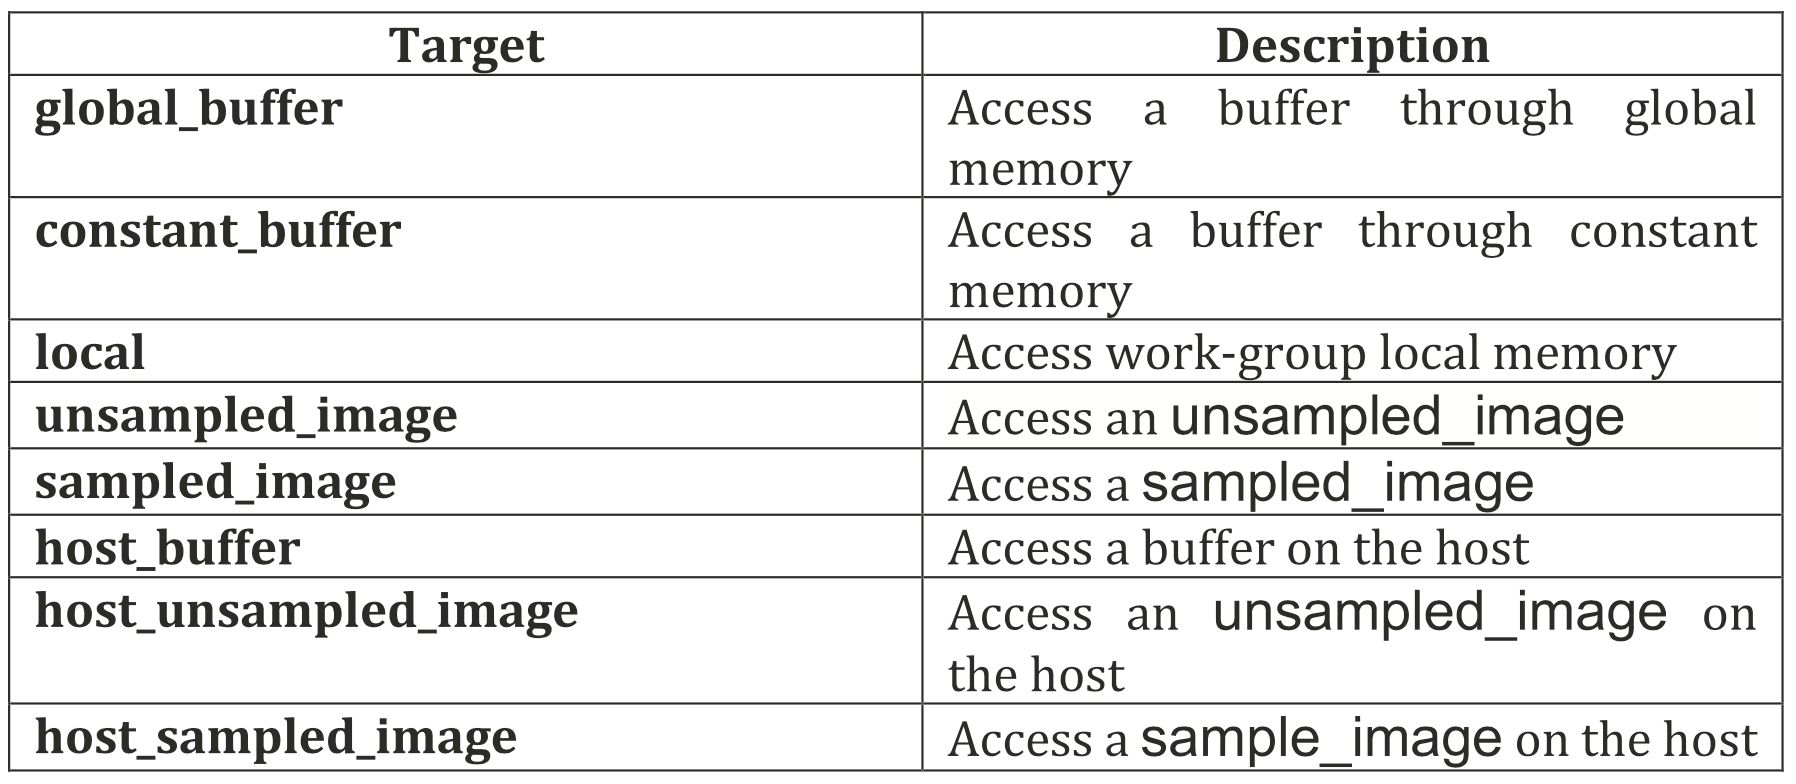 Target Description
global_buffer Access a buffer through global
memory
constant_buffer Access a buffer through constant
memory
local Access work-group local memory
unsampled_image Access an unsampled_image
sampled_image Access a sampled_image
host_buffer Access a buffer on the host
host_unsampled_image Access an unsampled_image on
the host
host_sampled_image Access a sample_image on the host